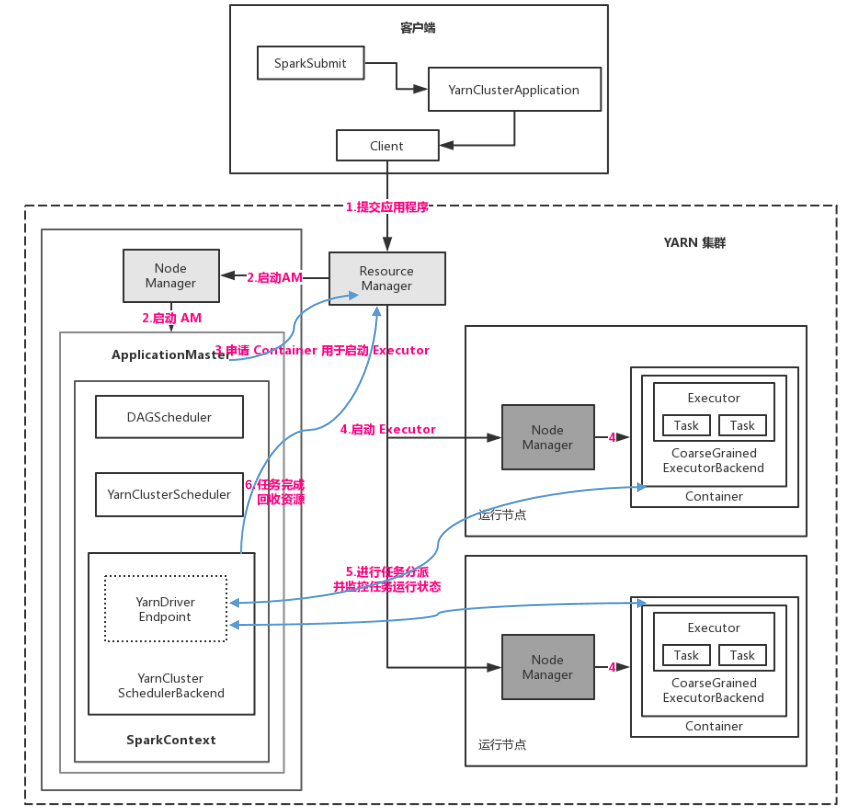 客户端
SparkSubmit
YarnClusterApplication
Client
1.提交应用程序
YARN 集群
Node
Manager
2.启动AM
Resource
Manager
2.启动 AM
ApplicationMaster
3.申请 Container 用于启动 Executor
DAGScheduler
YarnClusterScheduler
4.启动 Executor
6.任务完成
回收资源
YarnDriver
Endpoint
YarnCluster
SchedulerBackend
SparkContext
5.进行任务分派
并监控任务运行状态
Node
Manager
4
Executor
Task
Task
CoarseGrained
ExecutorBackend
Container
运行节点
Node
Manager
4
Executor
Task
Task
CoarseGrained
ExecutorBackend
Container
运行节点